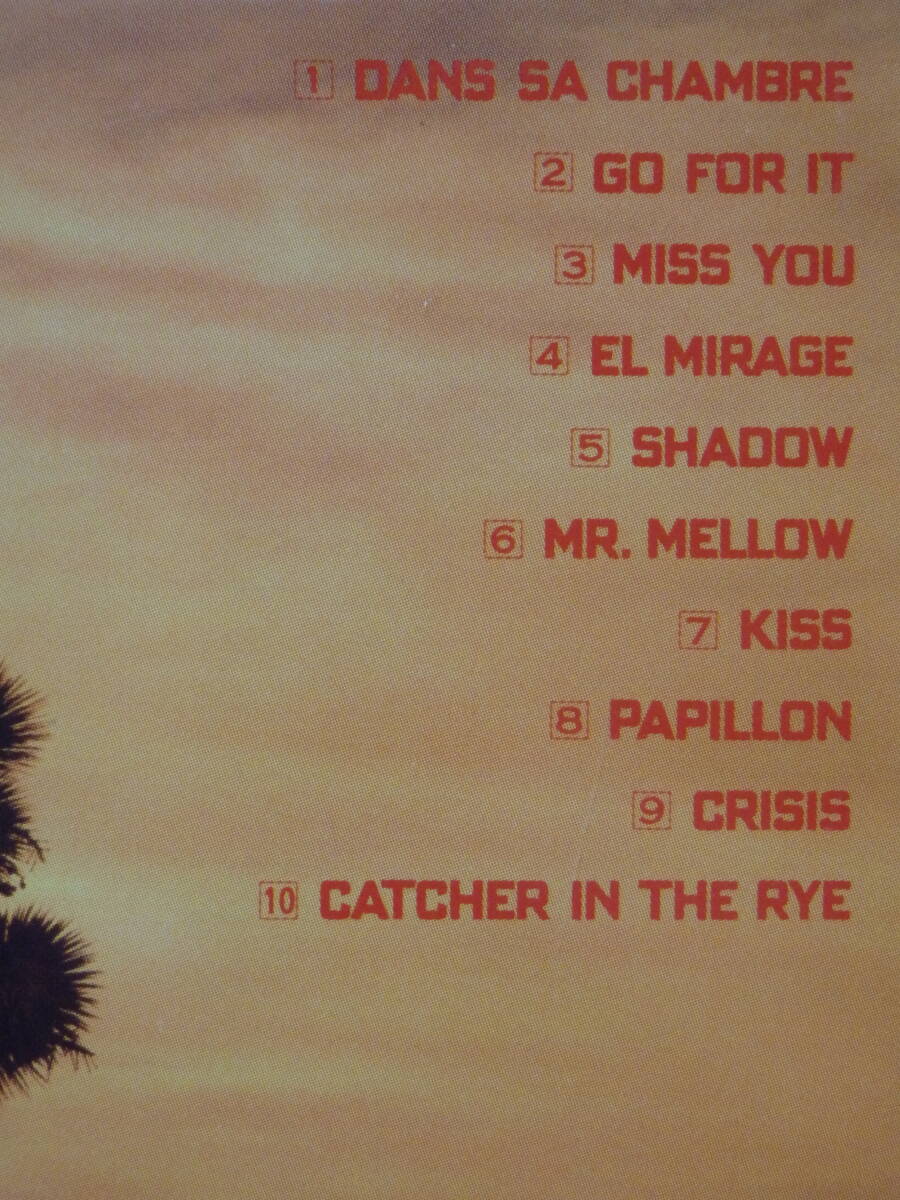 1 DANS SA CHAMBRE
2 GO FOR IT
3 MISS YOU
4 EL MIRAGE
5 SHADOW
6 MR. MELLOW
7 KISS
8 PAPILLON
9 CRISIS
10 CATCHER IN THE RYE